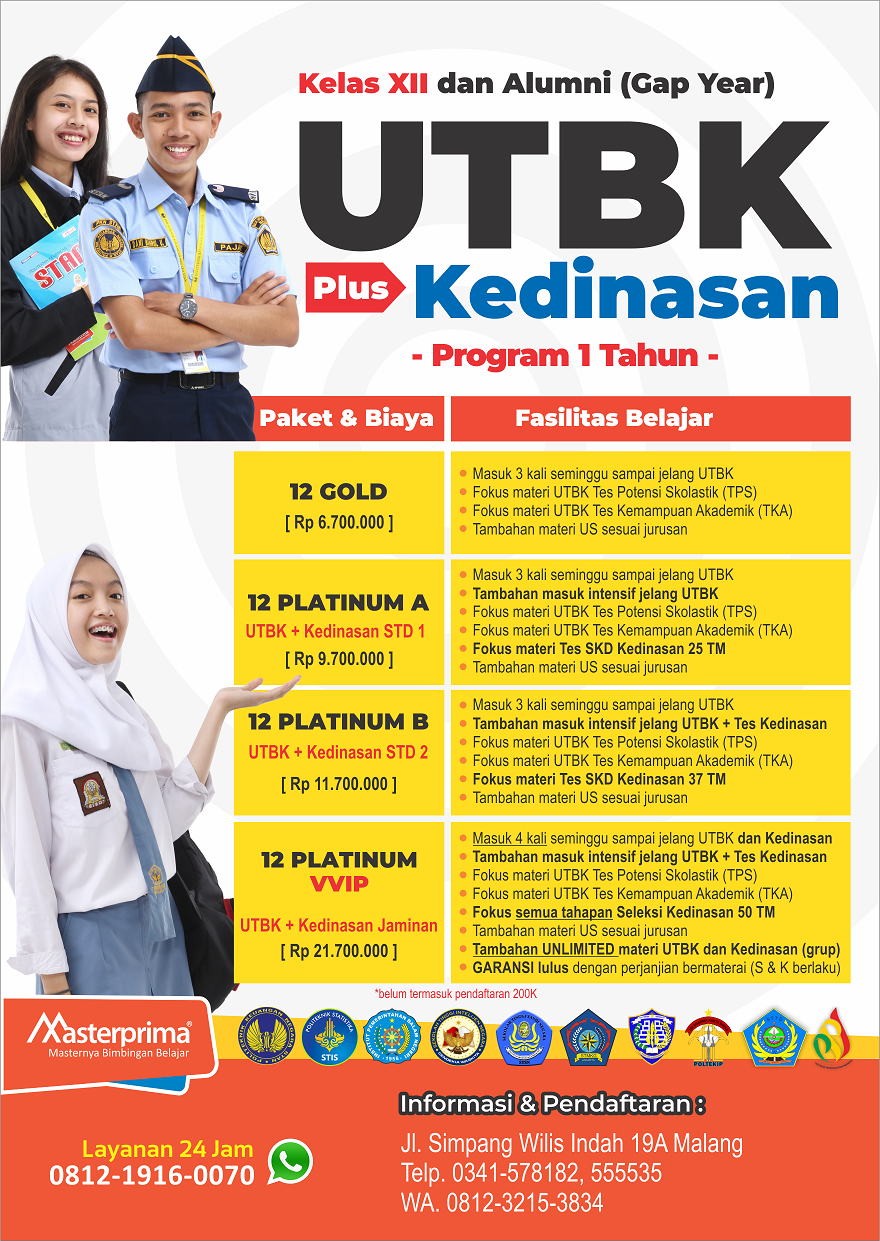 Kelas XII dan Alumni (Gap Year)
UTBK
Plus Kedinasan
- Program 1 Tahun -
Paket & Biaya
Fasilitas Belajar
12 GOLD
[ Rp 6.700.000 ]
Masuk 3 kali seminggu sampai jelang UTBK
Fokus materi UTBK Tes Potensi Skolastik (TPS)
Fokus materi UTBK Tes Kemampuan Akademik (TKA)
Tambahan materi US sesuai jurusan
12 PLATINUM A
UTBK + Kedinasan STD 1
[ Rp 9.700.000 ]
Masuk 3 kali seminggu sampai jelang UTBK
Tambahan masuk intensif jelang UTBK
Fokus materi UTBK Tes Potensi Skolastik (TPS)
Fokus materi UTBK Tes Kemampuan Akademik (TKA)
Fokus materi Tes SKD Kedinasan 25 TM
Tambahan materi US sesuai jurusan
12 PLATINUM B
UTBK + Kedinasan STD 2
[ Rp 11.700.000 ]
Masuk 3 kali seminggu sampai jelang UTBK
Tambahan masuk intensif jelang UTBK + Tes Kedinasan
Fokus materi UTBK Tes Potensi Skolastik (TPS)
Fokus materi UTBK Tes Kemampuan Akademik (TKA)
Fokus materi Tes SKD Kedinasan 37 TM
Tambahan materi US sesuai jurusan
12 PLATINUM
VVIP
UTBK + Kedinasan Jaminan
[ Rp 21.700.000 ]
Masuk 4 kali seminggu sampai jelang UTBK dan Kedinasan
Tambahan masuk intensif jelang UTBK + Tes Kedinasan
Fokus materi UTBK Tes Potensi Skolastik (TPS)
Fokus materi UTBK Tes Kemampuan Akademik (TKA)
Fokus semua tahapan Seleksi Kedinasan 50 TM
Tambahan materi US sesuai jurusan
Tambahan UNLIMITED materi UTBK dan Kedinasan (grup)
GARANSI lulus dengan perjanjian bermaterai (S & K berlaku)
*belum termasuk pendaftaran 200K
Masterprima®
Masternya Bimbingan Belajar
POLITEKNIK STATISTIKA
STIS
POLTEKIP
Informasi & Pendaftaran :
Jl. Simpang Wilis Indah 19A Malang
Telp. 0341-578182, 555535
WA. 0812-3215-3834
Layanan 24 Jam
0812-1916-0070